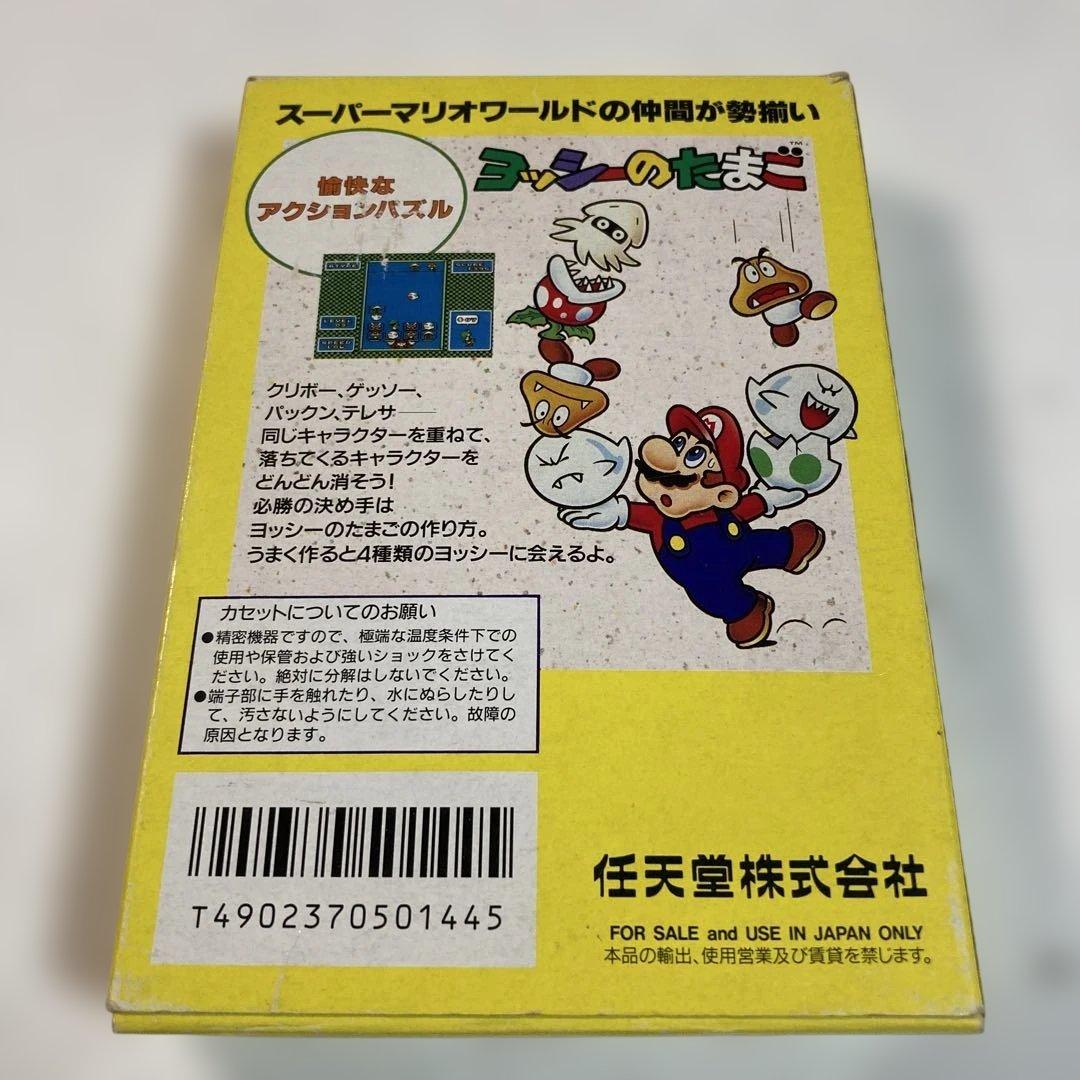 スーパーマリオワールドの仲間が勢揃い
ヨッシーのたまご™
愉快な
アクションパズル
クリボー、ゲッソー、
パックン、テレサ──
同じキャラクターを重ねて、
落ちてくるキャラクターを
どんどん消そう!
必勝の決め手は
ヨッシーのたまごの作り方。
うまく作ると4種類のヨッシーに会えるよ。
カセットについてのお願い
●精密機器ですので、極端な温度条件下での
使用や保管および強いショックをさけてく
ださい。絶対に分解はしないでください。
●端子部に手を触れたり、水にぬらしたりし
て、汚さないようにしてください。故障の
原因となります。
T4902370501445
任天堂株式会社
FOR SALE and USE IN JAPAN ONLY
本品の輸出、使用営業及び賃貸を禁じます。